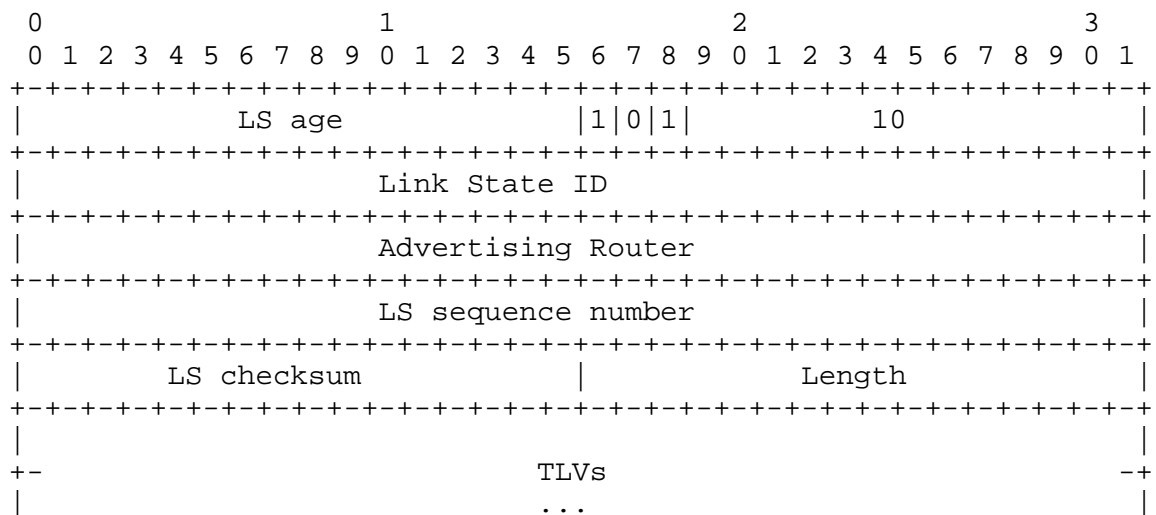 0                   1                   2                   3
 0 1 2 3 4 5 6 7 8 9 0 1 2 3 4 5 6 7 8 9 0 1 2 3 4 5 6 7 8 9 0 1
+-+-+-+-+-+-+-+-+-+-+-+-+-+-+-+-+-+-+-+-+-+-+-+-+-+-+-+-+-+-+-+-+
|            LS age             |1|0|1|          10             |
+-+-+-+-+-+-+-+-+-+-+-+-+-+-+-+-+-+-+-+-+-+-+-+-+-+-+-+-+-+-+-+-+
|                    Link State ID                              |
+-+-+-+-+-+-+-+-+-+-+-+-+-+-+-+-+-+-+-+-+-+-+-+-+-+-+-+-+-+-+-+-+
|                    Advertising Router                         |
+-+-+-+-+-+-+-+-+-+-+-+-+-+-+-+-+-+-+-+-+-+-+-+-+-+-+-+-+-+-+-+-+
|                    LS sequence number                         |
+-+-+-+-+-+-+-+-+-+-+-+-+-+-+-+-+-+-+-+-+-+-+-+-+-+-+-+-+-+-+-+-+
|        LS checksum            |            Length             |
+-+-+-+-+-+-+-+-+-+-+-+-+-+-+-+-+-+-+-+-+-+-+-+-+-+-+-+-+-+-+-+-+
|                                                               |
+-                            TLVs                             -+
|                             ...                               |